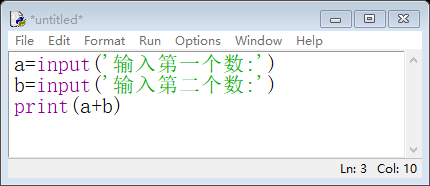 *untitled*
File Edit Format Run Options Window Help
a=input('输入第一个数:')
b=input('输入第二个数:')
print(a+b)
Ln: 3 Col: 10